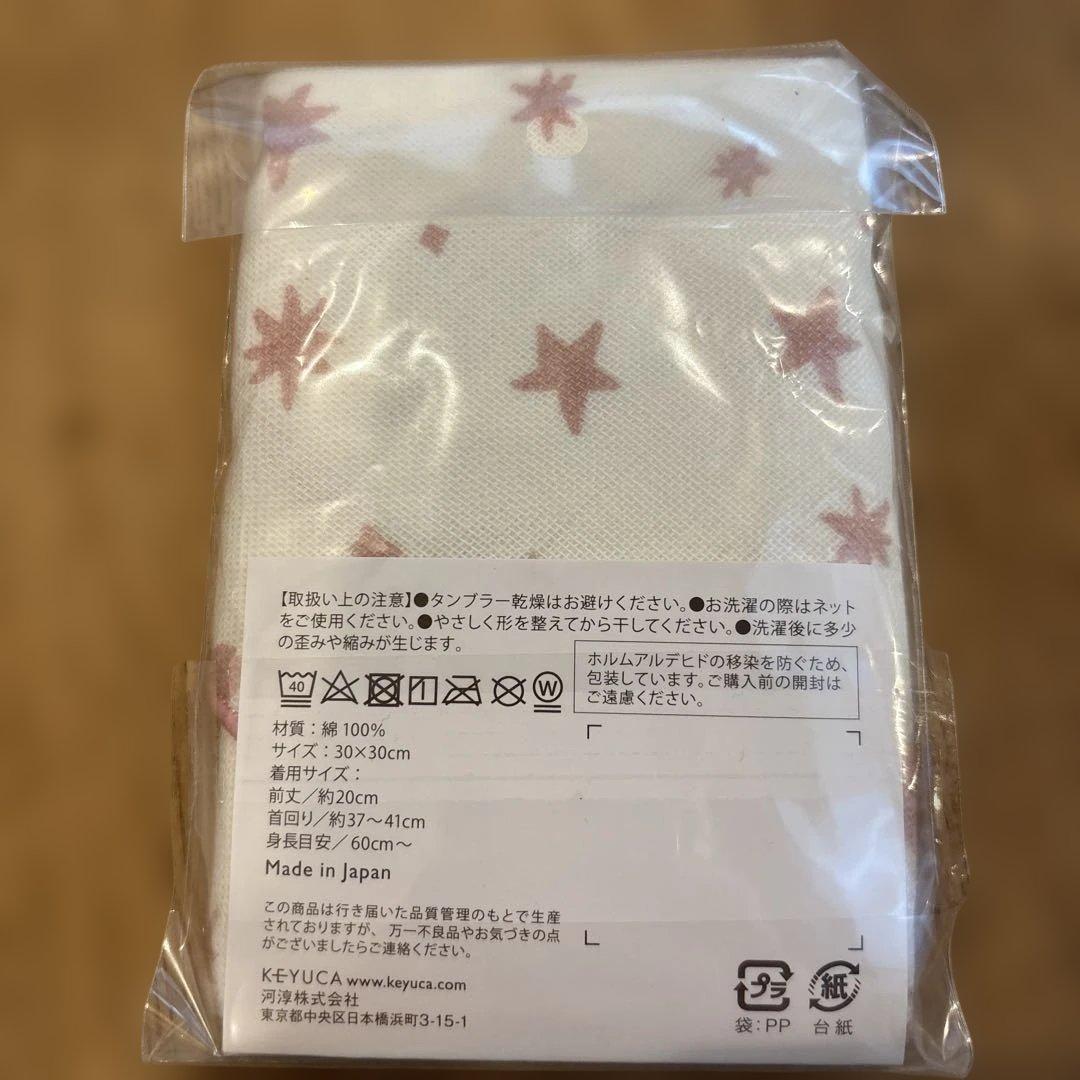 【取扱い上の注意】●タンブラー乾燥はお避けください。●お洗濯の際はネット
をご使用ください。●やさしく形を整えてから干してください。●洗濯後に多少
の歪みや縮みが生じます。
ホルムアルデヒドの移染を防ぐため、
包装しています。ご購入前の開封は
ご遠慮ください。
40
W
材質：綿100%
サイズ：30×30cm
着用サイズ：
前丈／約20cm
首回り／約37〜41cm
身長目安／60cm〜
Made in Japan
この商品は行き届いた品質管理のもとで生産
されておりますが、万一不良品やお気づきの点
がございましたらご連絡ください。
KEYUCA www.keyuca.com
河淳株式会社
東京都中央区日本橋浜町3-15-1
プラ
紙
袋：PP
台紙